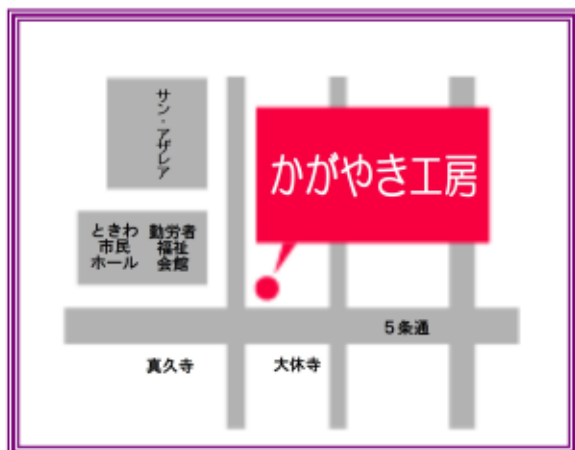 サン・アザレア
かがやき工房
ときわ
市民
ホール
勤労者
福祉
会館
5条通
真久寺
大休寺